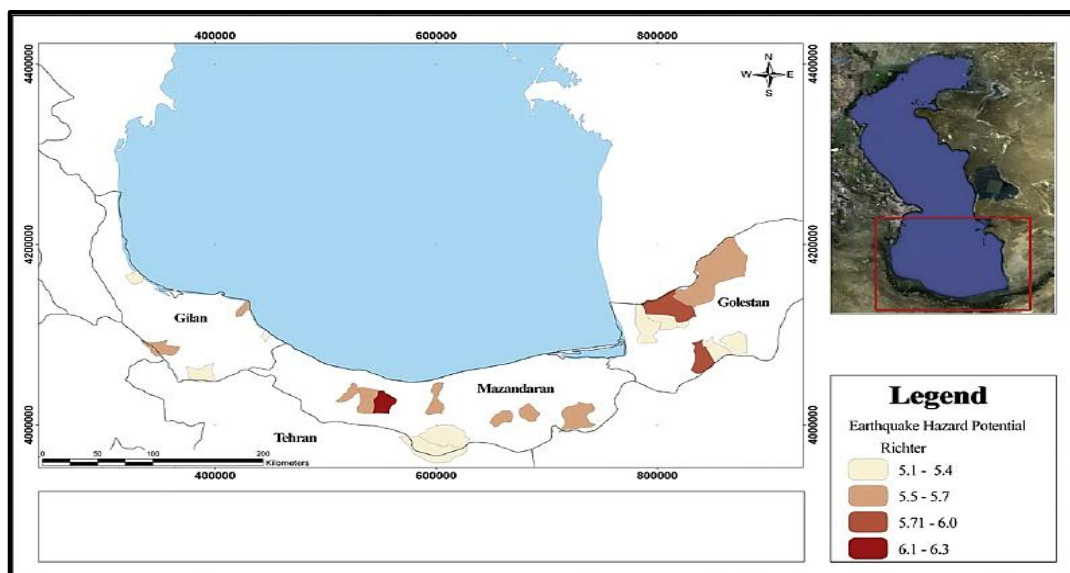 400000 600000 800000
4400000 4400000
N
W E
S
4200000 4200000
Golestan
Gilan
Mazandaran
4000000 4000000
Tehran
0 50 100 200
Kilometers
400000 600000 800000
Legend
Earthquake Hazard Potential
Richter
5.1 - 5.4
5.5 - 5.7
5.71 - 6.0
6.1 - 6.3